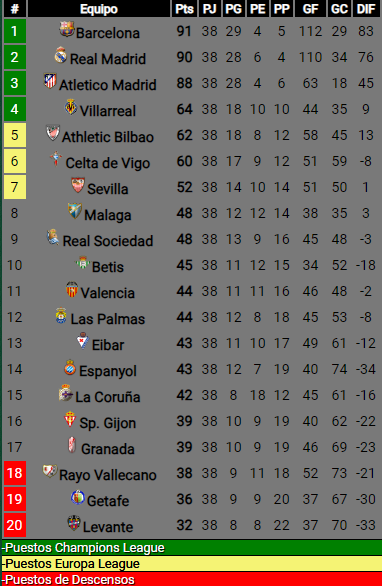 # Equipo Pts PJ PG PE PP GF GC DIF
1 Barcelona 91 38 29 4 5 112 29 83
2 Real Madrid 90 38 28 6 4 110 34 76
3 Atletico Madrid 88 38 28 4 6 63 18 45
4 Villarreal 64 38 18 10 10 44 35 9
5 Athletic Bilbao 62 38 18 8 12 58 45 13
6 Celta de Vigo 60 38 17 9 12 51 59 -8
7 Sevilla 52 38 14 10 14 51 50 1
8 Malaga 48 38 12 12 14 38 35 3
9 Real Sociedad 48 38 13 9 16 45 48 -3
10 Betis 45 38 11 12 15 34 52 -18
11 Valencia 44 38 11 11 16 46 48 -2
12 Las Palmas 44 38 12 8 18 45 53 -8
13 Eibar 43 38 11 10 17 49 61 -12
14 Espanyol 43 38 12 7 19 40 74 -34
15 La Coruña 42 38 8 18 12 45 61 -16
16 Sp. Gijon 39 38 10 9 19 40 62 -22
17 Granada 39 38 10 9 19 46 69 -23
18 Rayo Vallecano 38 38 9 11 18 52 73 -21
19 Getafe 36 38 9 9 20 37 67 -30
20 Levante 32 38 8 8 22 37 70 -33
-Puestos Champions League
-Puestos Europa League
-Puestos de Descensos